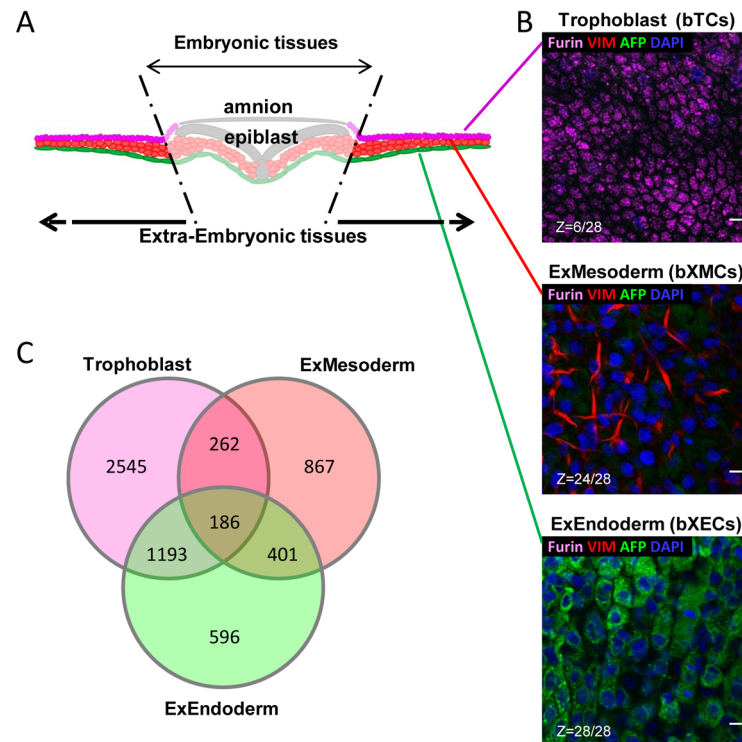 A
Embryonic tissues
amnion
epiblast
Extra-Embryonic tissues
B
Trophoblast (bTCs)
Furin VIM AFP DAPI
Z=6/28
ExMesoderm (bXMCs)
Furin VIM AFP DAPI
Z=24/28
ExEndoderm (bXECs)
Furin VIM AFP DAPI
Z=28/28
C
Trophoblast
ExMesoderm
2545
262
867
186
1193
401
596
ExEndoderm